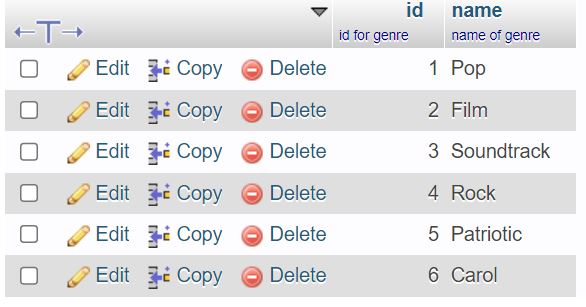 id name
id for genre name of genre
Edit Copy Delete 1 Pop
Edit Copy Delete 2 Film
Edit Copy Delete 3 Soundtrack
Edit Copy Delete 4 Rock
Edit Copy Delete 5 Patriotic
Edit Copy Delete 6 Carol